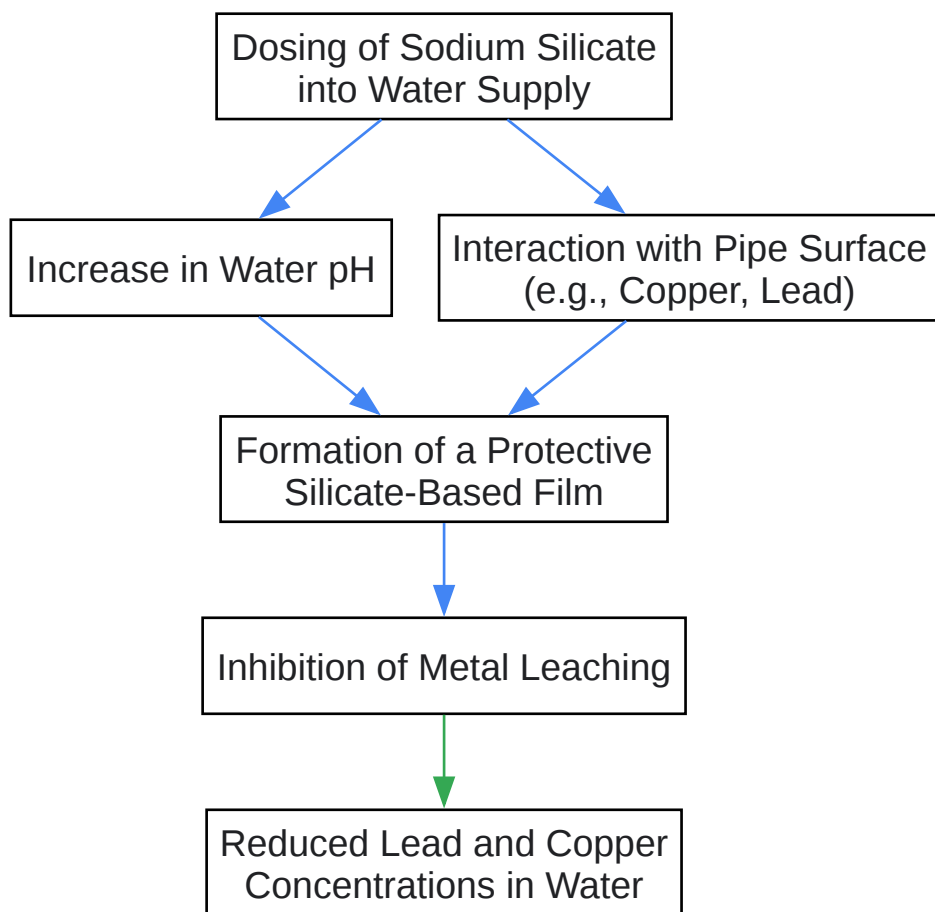 Dosing of Sodium Silicate
into Water Supply
Increase in Water pH
Interaction with Pipe Surface
(e.g., Copper, Lead)
Formation of a Protective
Silicate-Based Film
Inhibition of Metal Leaching
Reduced Lead and Copper
Concentrations in Water